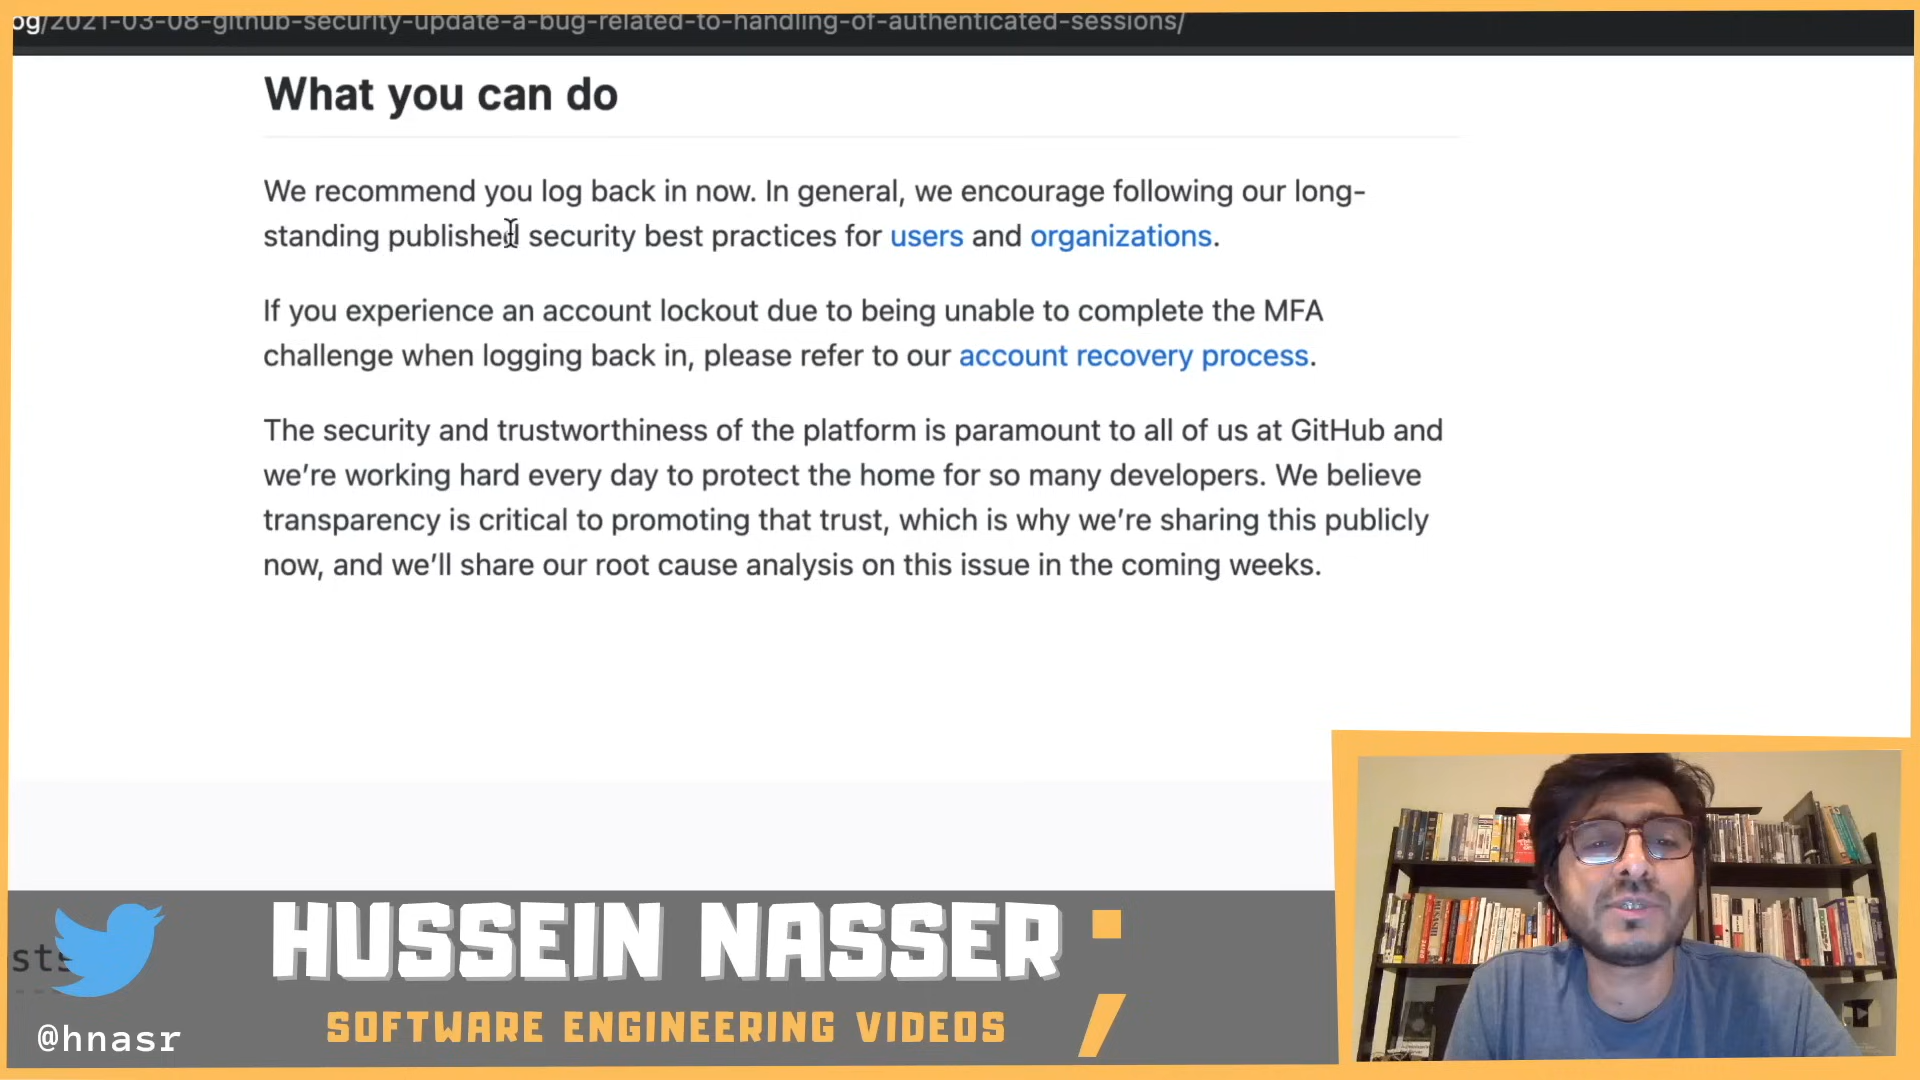 og/2021-03-08-github-security-update-a-bug-related-to-handling-of-authenticated-sessions/
What you can do
We recommend you log back in now. In general, we encourage following our long-
standing published security best practices for users and organizations.
If you experience an account lockout due to being unable to complete the MFA
challenge when logging back in, please refer to our account recovery process.
The security and trustworthiness of the platform is paramount to all of us at GitHub and
we’re working hard every day to protect the home for so many developers. We believe
transparency is critical to promoting that trust, which is why we’re sharing this publicly
now, and we’ll share our root cause analysis on this issue in the coming weeks.
HUSSEIN NASSER ;
SOFTWARE ENGINEERING VIDEOS
@hnasr